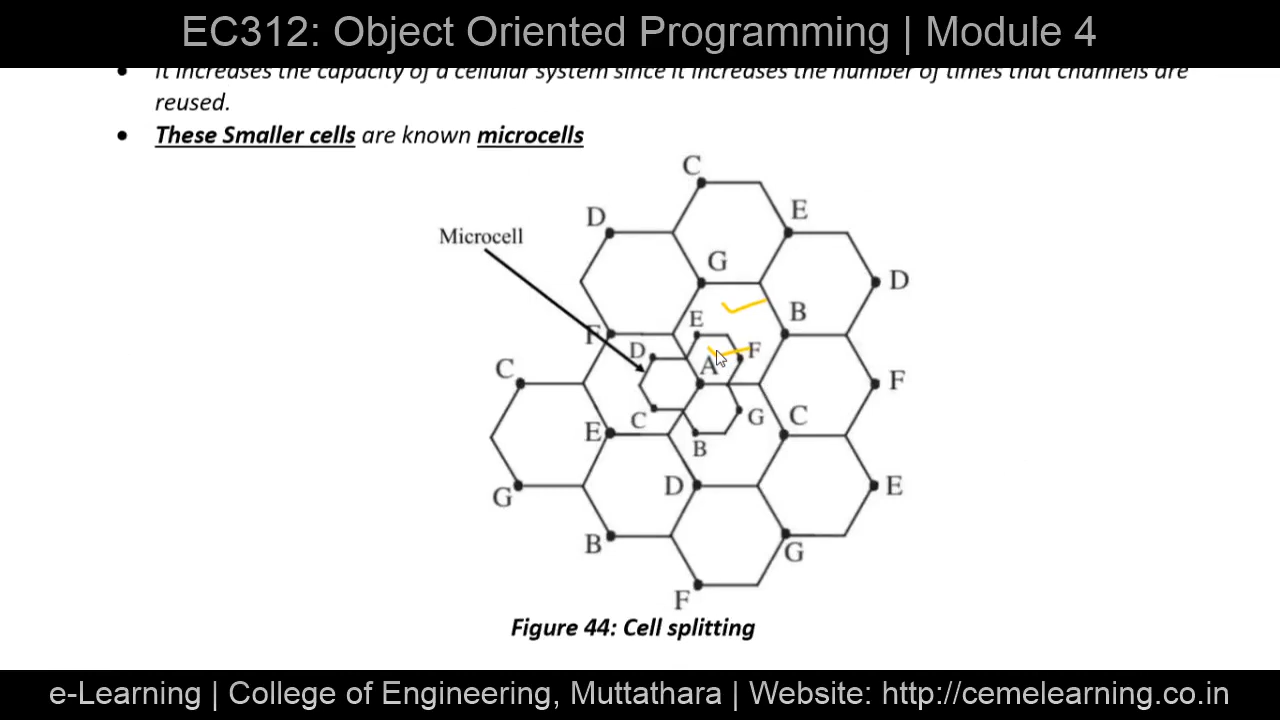 EC312: Object Oriented Programming | Module 4
• It increases the capacity of a cellular system since it increases the number of times that channels are
reused.
• These Smaller cells are known microcells
C
D
E
Microcell
G
D
E
B
F
D
F
A
C
F
C
G
C
E
B
G
D
E
B
G
F
Figure 44: Cell splitting
e-Learning | College of Engineering, Muttathara | Website: http://cemelearning.co.in